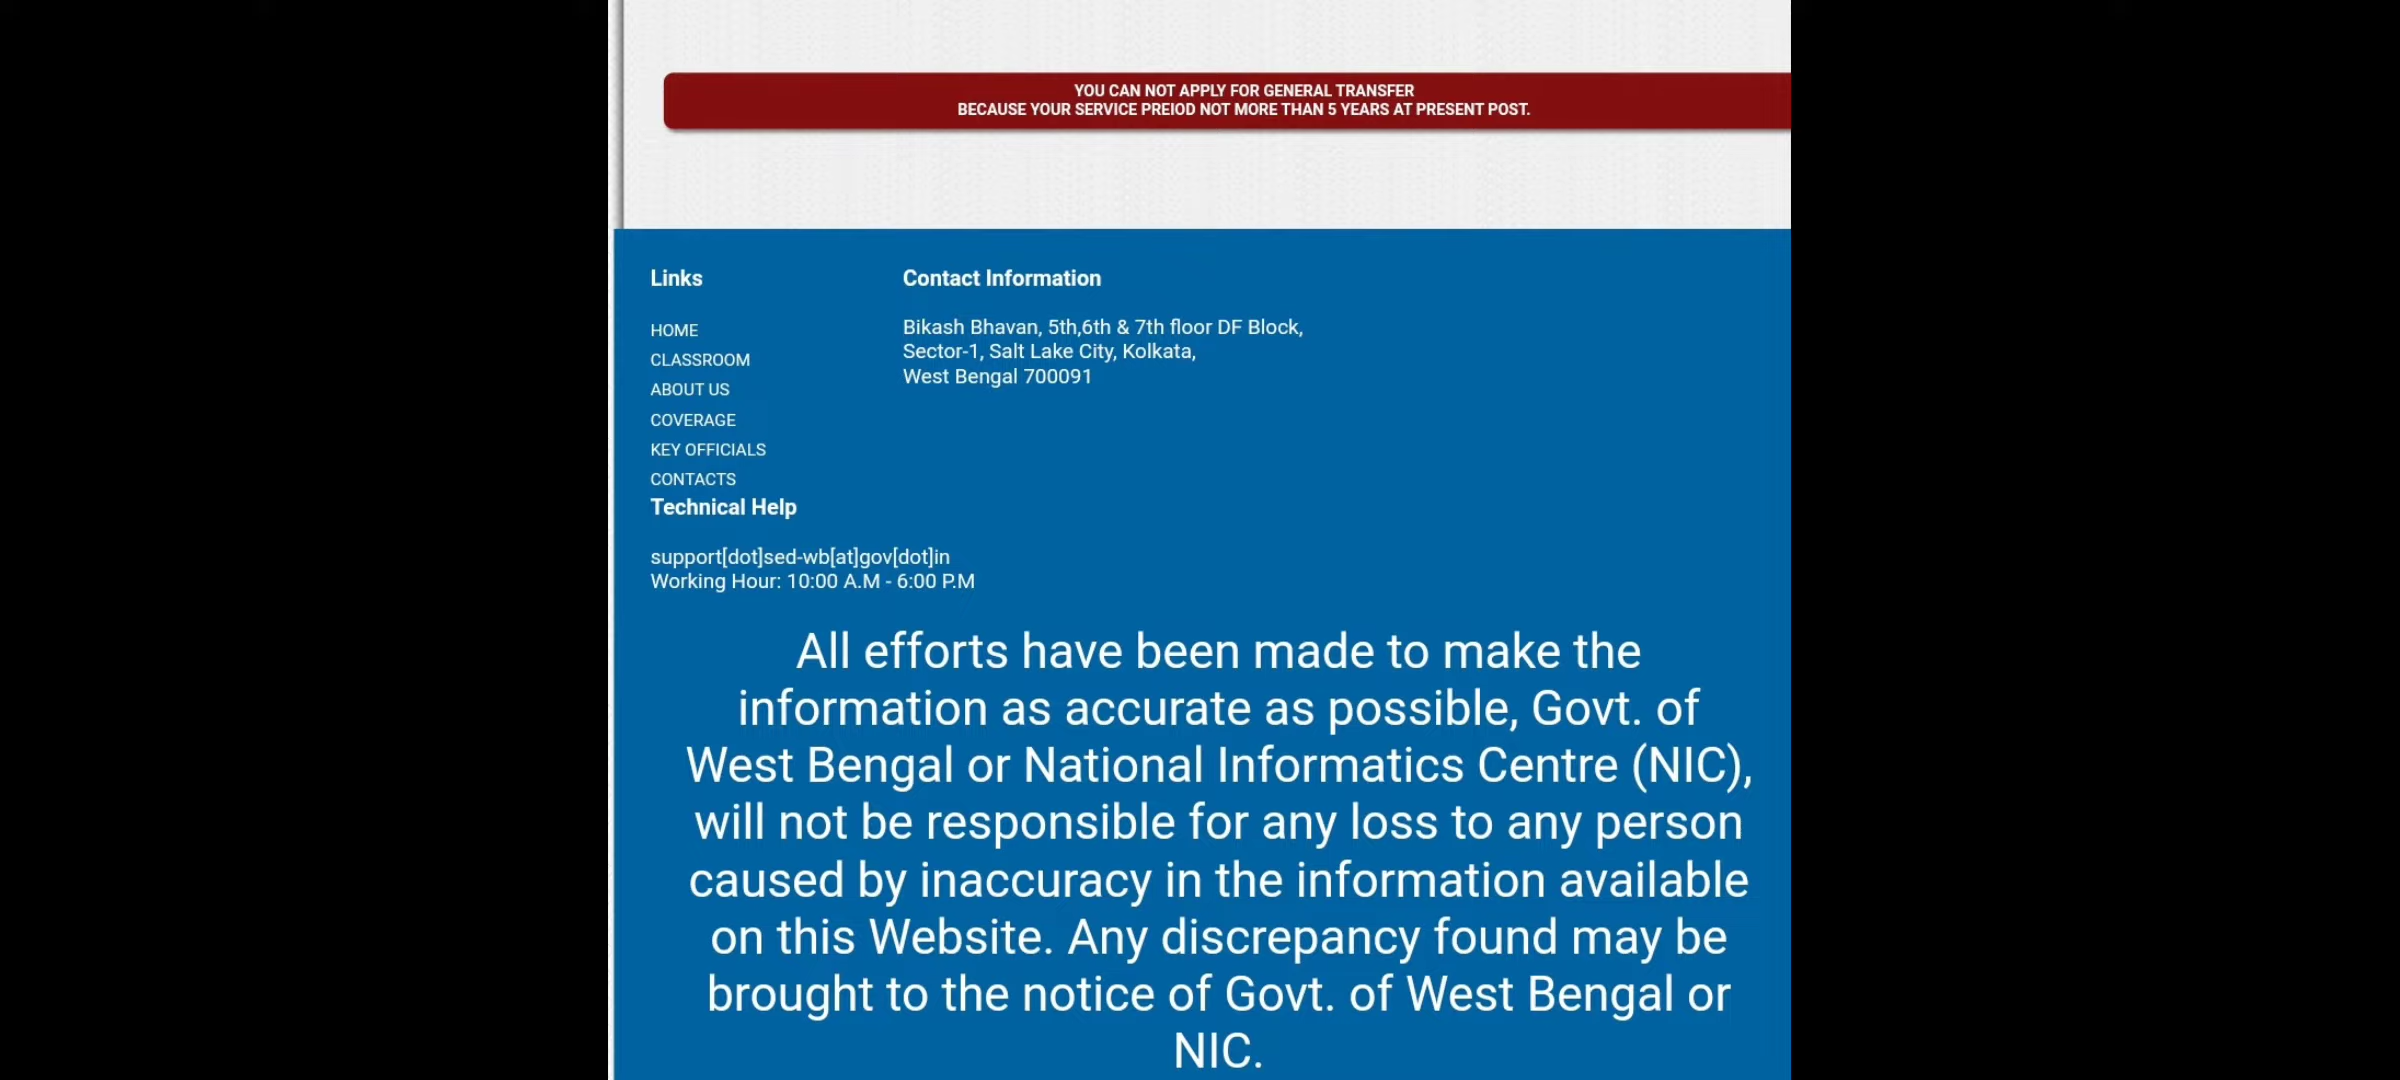 YOU CAN NOT APPLY FOR GENERAL TRANSFER
BECAUSE YOUR SERVICE PREIOD NOT MORE THAN 5 YEARS AT PRESENT POST.
Links
HOME
CLASSROOM
ABOUT US
COVERAGE
KEY OFFICIALS
CONTACTS
Contact Information
Bikash Bhavan, 5th,6th & 7th floor DF Block,
Sector-1, Salt Lake City, Kolkata,
West Bengal 700091
Technical Help
support[dot]sed-wb[at]gov[dot]in
Working Hour: 10:00 A.M - 6:00 P.M
All efforts have been made to make the
information as accurate as possible, Govt. of
West Bengal or National Informatics Centre (NIC),
will not be responsible for any loss to any person
caused by inaccuracy in the information available
on this Website. Any discrepancy found may be
brought to the notice of Govt. of West Bengal or
NIC.